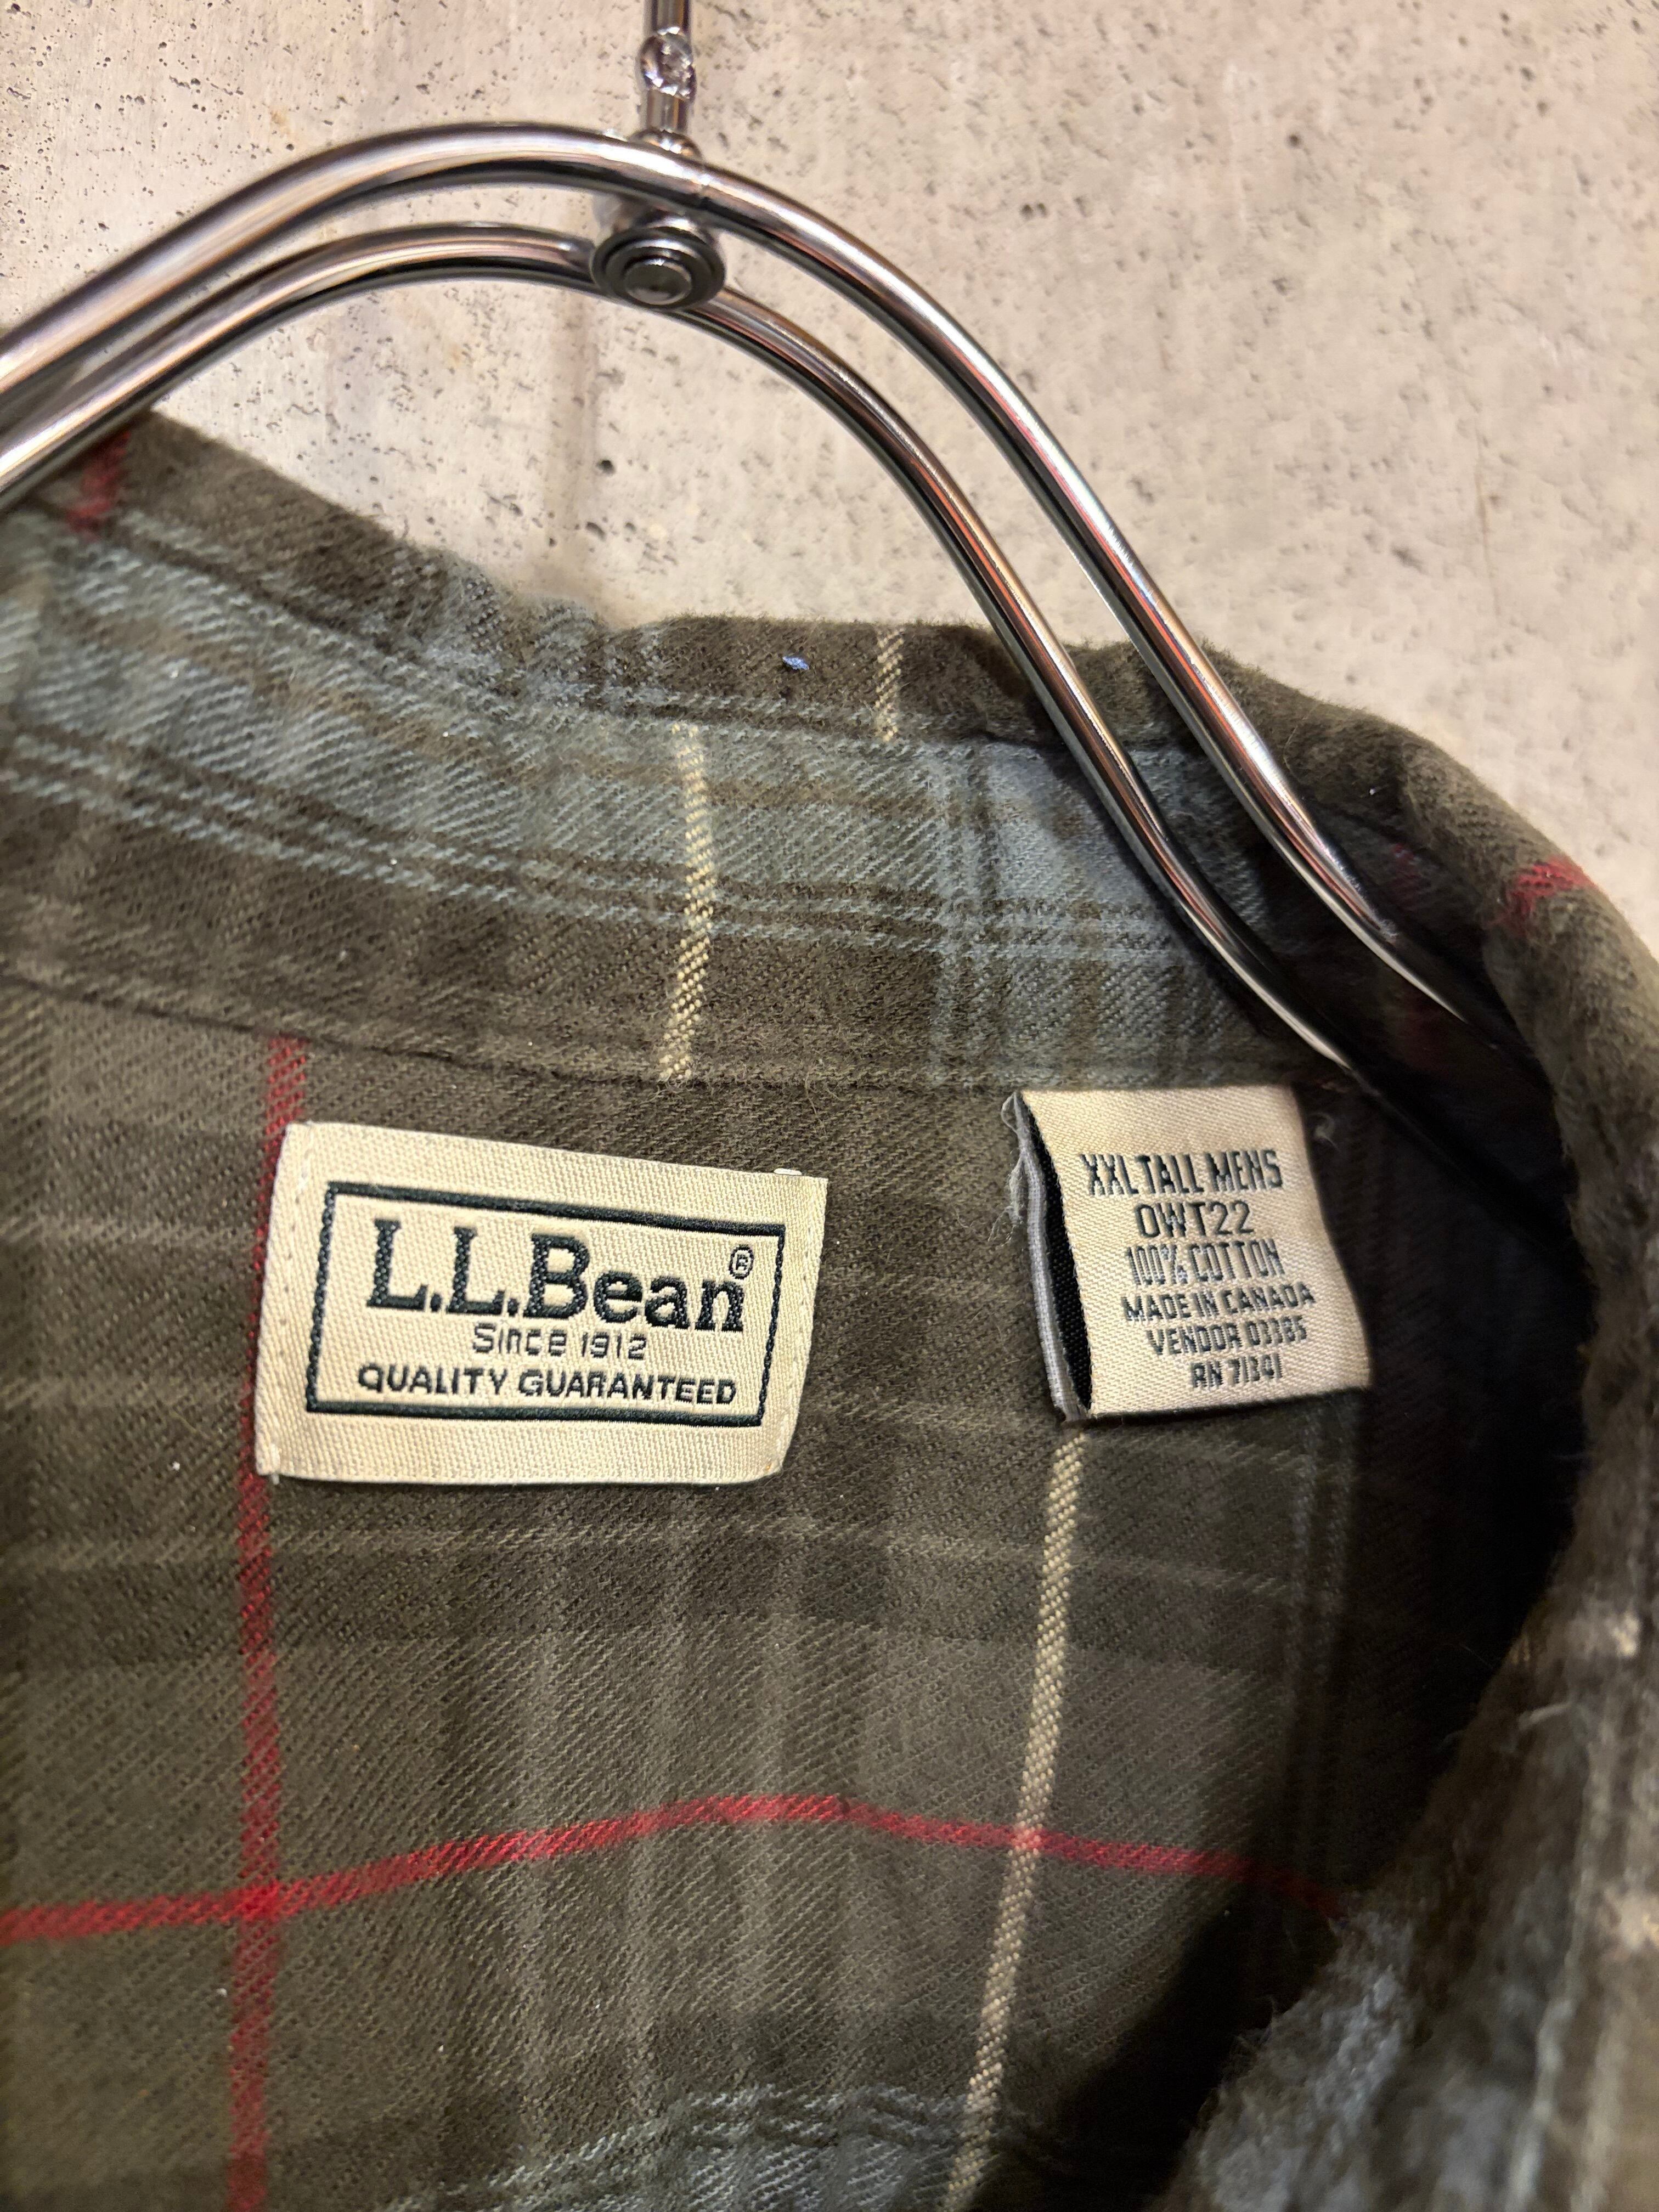 L.L.Bean®
Since 1912
QUALITY GUARANTEED
XXL TALL MENS
OWT22
100% COTTON
MADE IN CANADA
VENDOR 03385
RN 71341